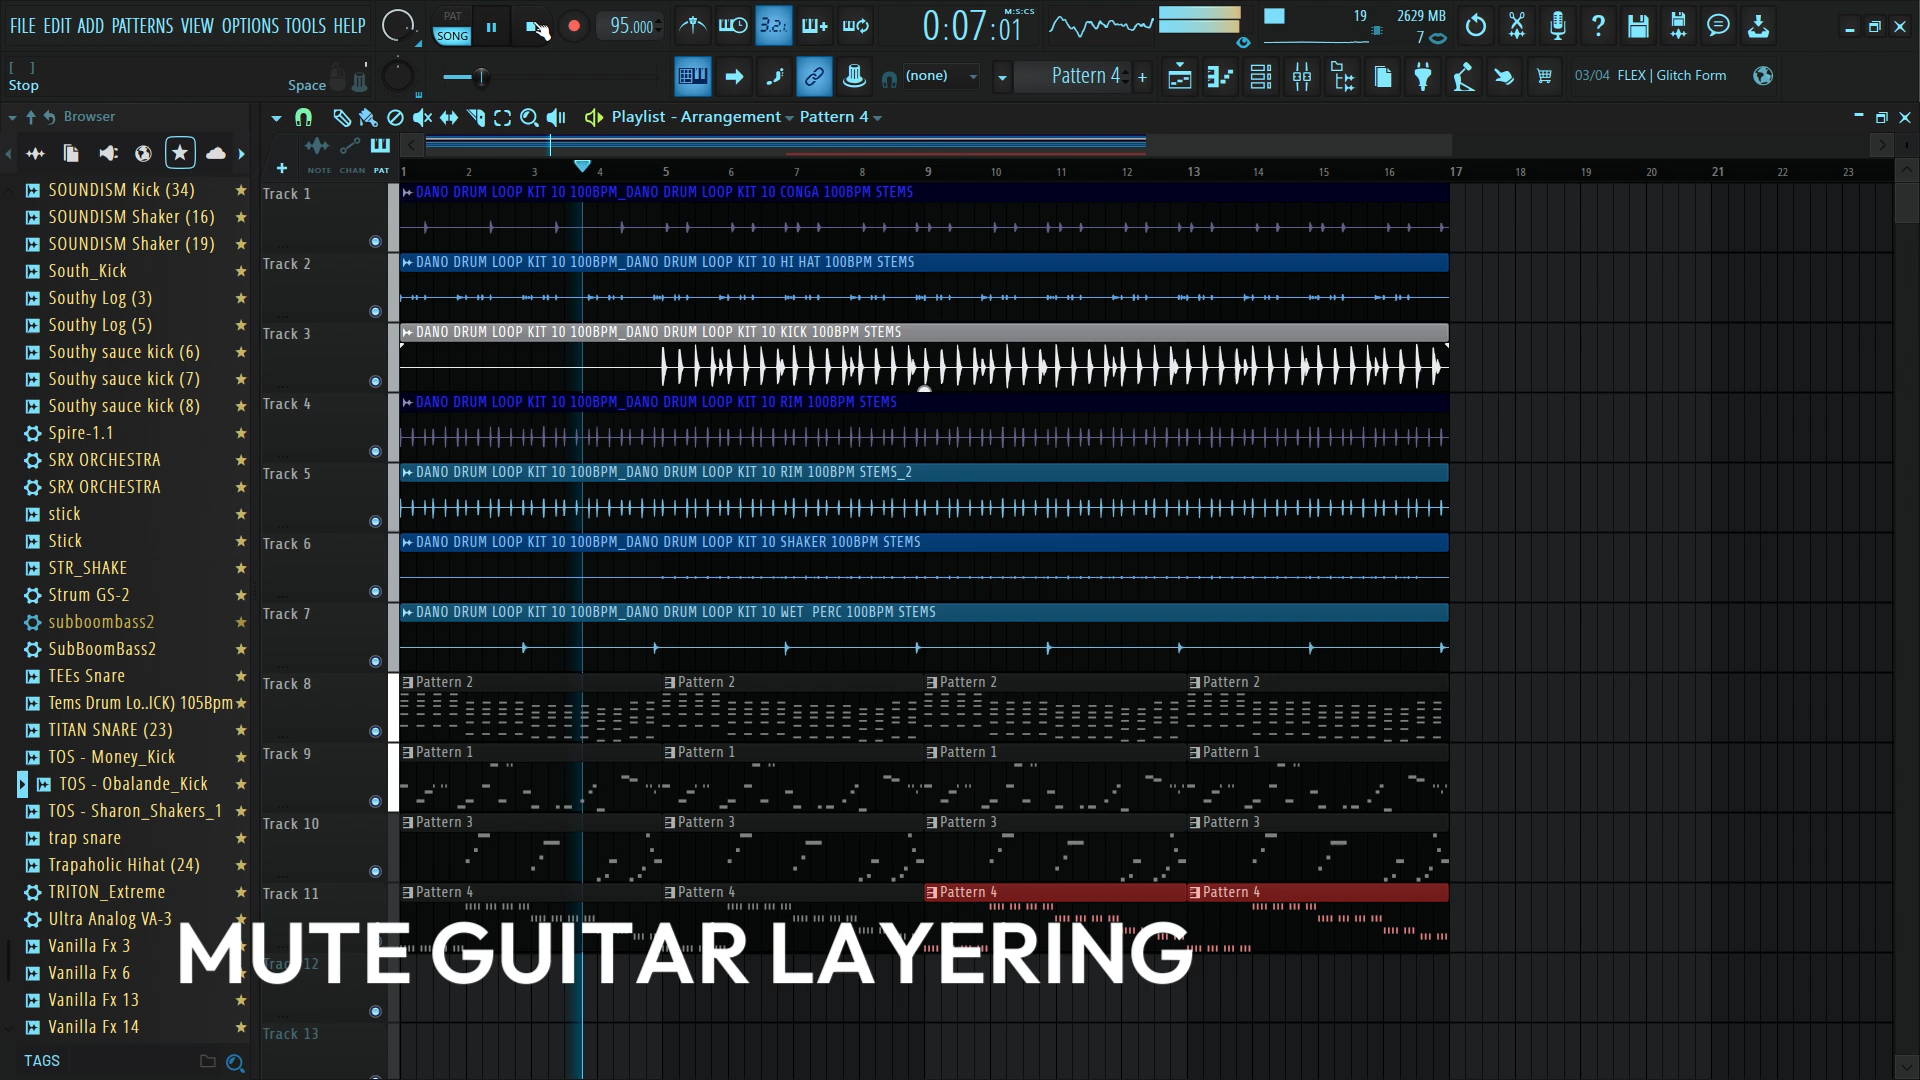 FILE EDIT ADD PATTERNS VIEW OPTIONS TOOLS HELP
PAT
SONG
95.000
3.2.1
0:07:01
M:S:CS
19
2629 MB
7
[ ]
Stop
Space
(none)
Pattern 4
03/04 FLEX | Glitch Form
Browser
Playlist - Arrangement Pattern 4
NOTE CHAN PAT
1 2 3 4 5 6 7 8 9 10 11 12 13 14 15 16 17 18 19 20 21 22 23
SOUNDISM Kick (34)
SOUNDISM Shaker (16)
SOUNDISM Shaker (19)
South_Kick
Southy Log (3)
Southy Log (5)
Southy sauce kick (6)
Southy sauce kick (7)
Southy sauce kick (8)
Spire-1.1
SRX ORCHESTRA
SRX ORCHESTRA
stick
Stick
STR_SHAKE
Strum GS-2
subboombass2
SubBoomBass2
TEEs Snare
Tems Drum Lo..ICK) 105Bpm
TITAN SNARE (23)
TOS - Money_Kick
TOS - Obalande_Kick
TOS - Sharon_Shakers_1
trap snare
Trapaholic Hihat (24)
TRITON_Extreme
Ultra Analog VA-3
Vanilla Fx 3
Vanilla Fx 6
Vanilla Fx 13
Vanilla Fx 14
TAGS
Track 1
DANO DRUM LOOP KIT 10 100BPM_DANO DRUM LOOP KIT 10 CONGA 100BPM STEMS
Track 2
DANO DRUM LOOP KIT 10 100BPM_DANO DRUM LOOP KIT 10 HI HAT 100BPM STEMS
Track 3
DANO DRUM LOOP KIT 10 100BPM_DANO DRUM LOOP KIT 10 KICK 100BPM STEMS
Track 4
DANO DRUM LOOP KIT 10 100BPM_DANO DRUM LOOP KIT 10 RIM 100BPM STEMS
Track 5
DANO DRUM LOOP KIT 10 100BPM_DANO DRUM LOOP KIT 10 RIM 100BPM STEMS_2
Track 6
DANO DRUM LOOP KIT 10 100BPM_DANO DRUM LOOP KIT 10 SHAKER 100BPM STEMS
Track 7
DANO DRUM LOOP KIT 10 100BPM_DANO DRUM LOOP KIT 10 WET PERC 100BPM STEMS
Track 8
Pattern 2 Pattern 2 Pattern 2 Pattern 2
Track 9
Pattern 1 Pattern 1 Pattern 1 Pattern 1
Track 10
Pattern 3 Pattern 3 Pattern 3 Pattern 3
Track 11
Pattern 4 Pattern 4 Pattern 4 Pattern 4
MUTE GUITAR LAYERING
Track 12
Track 13